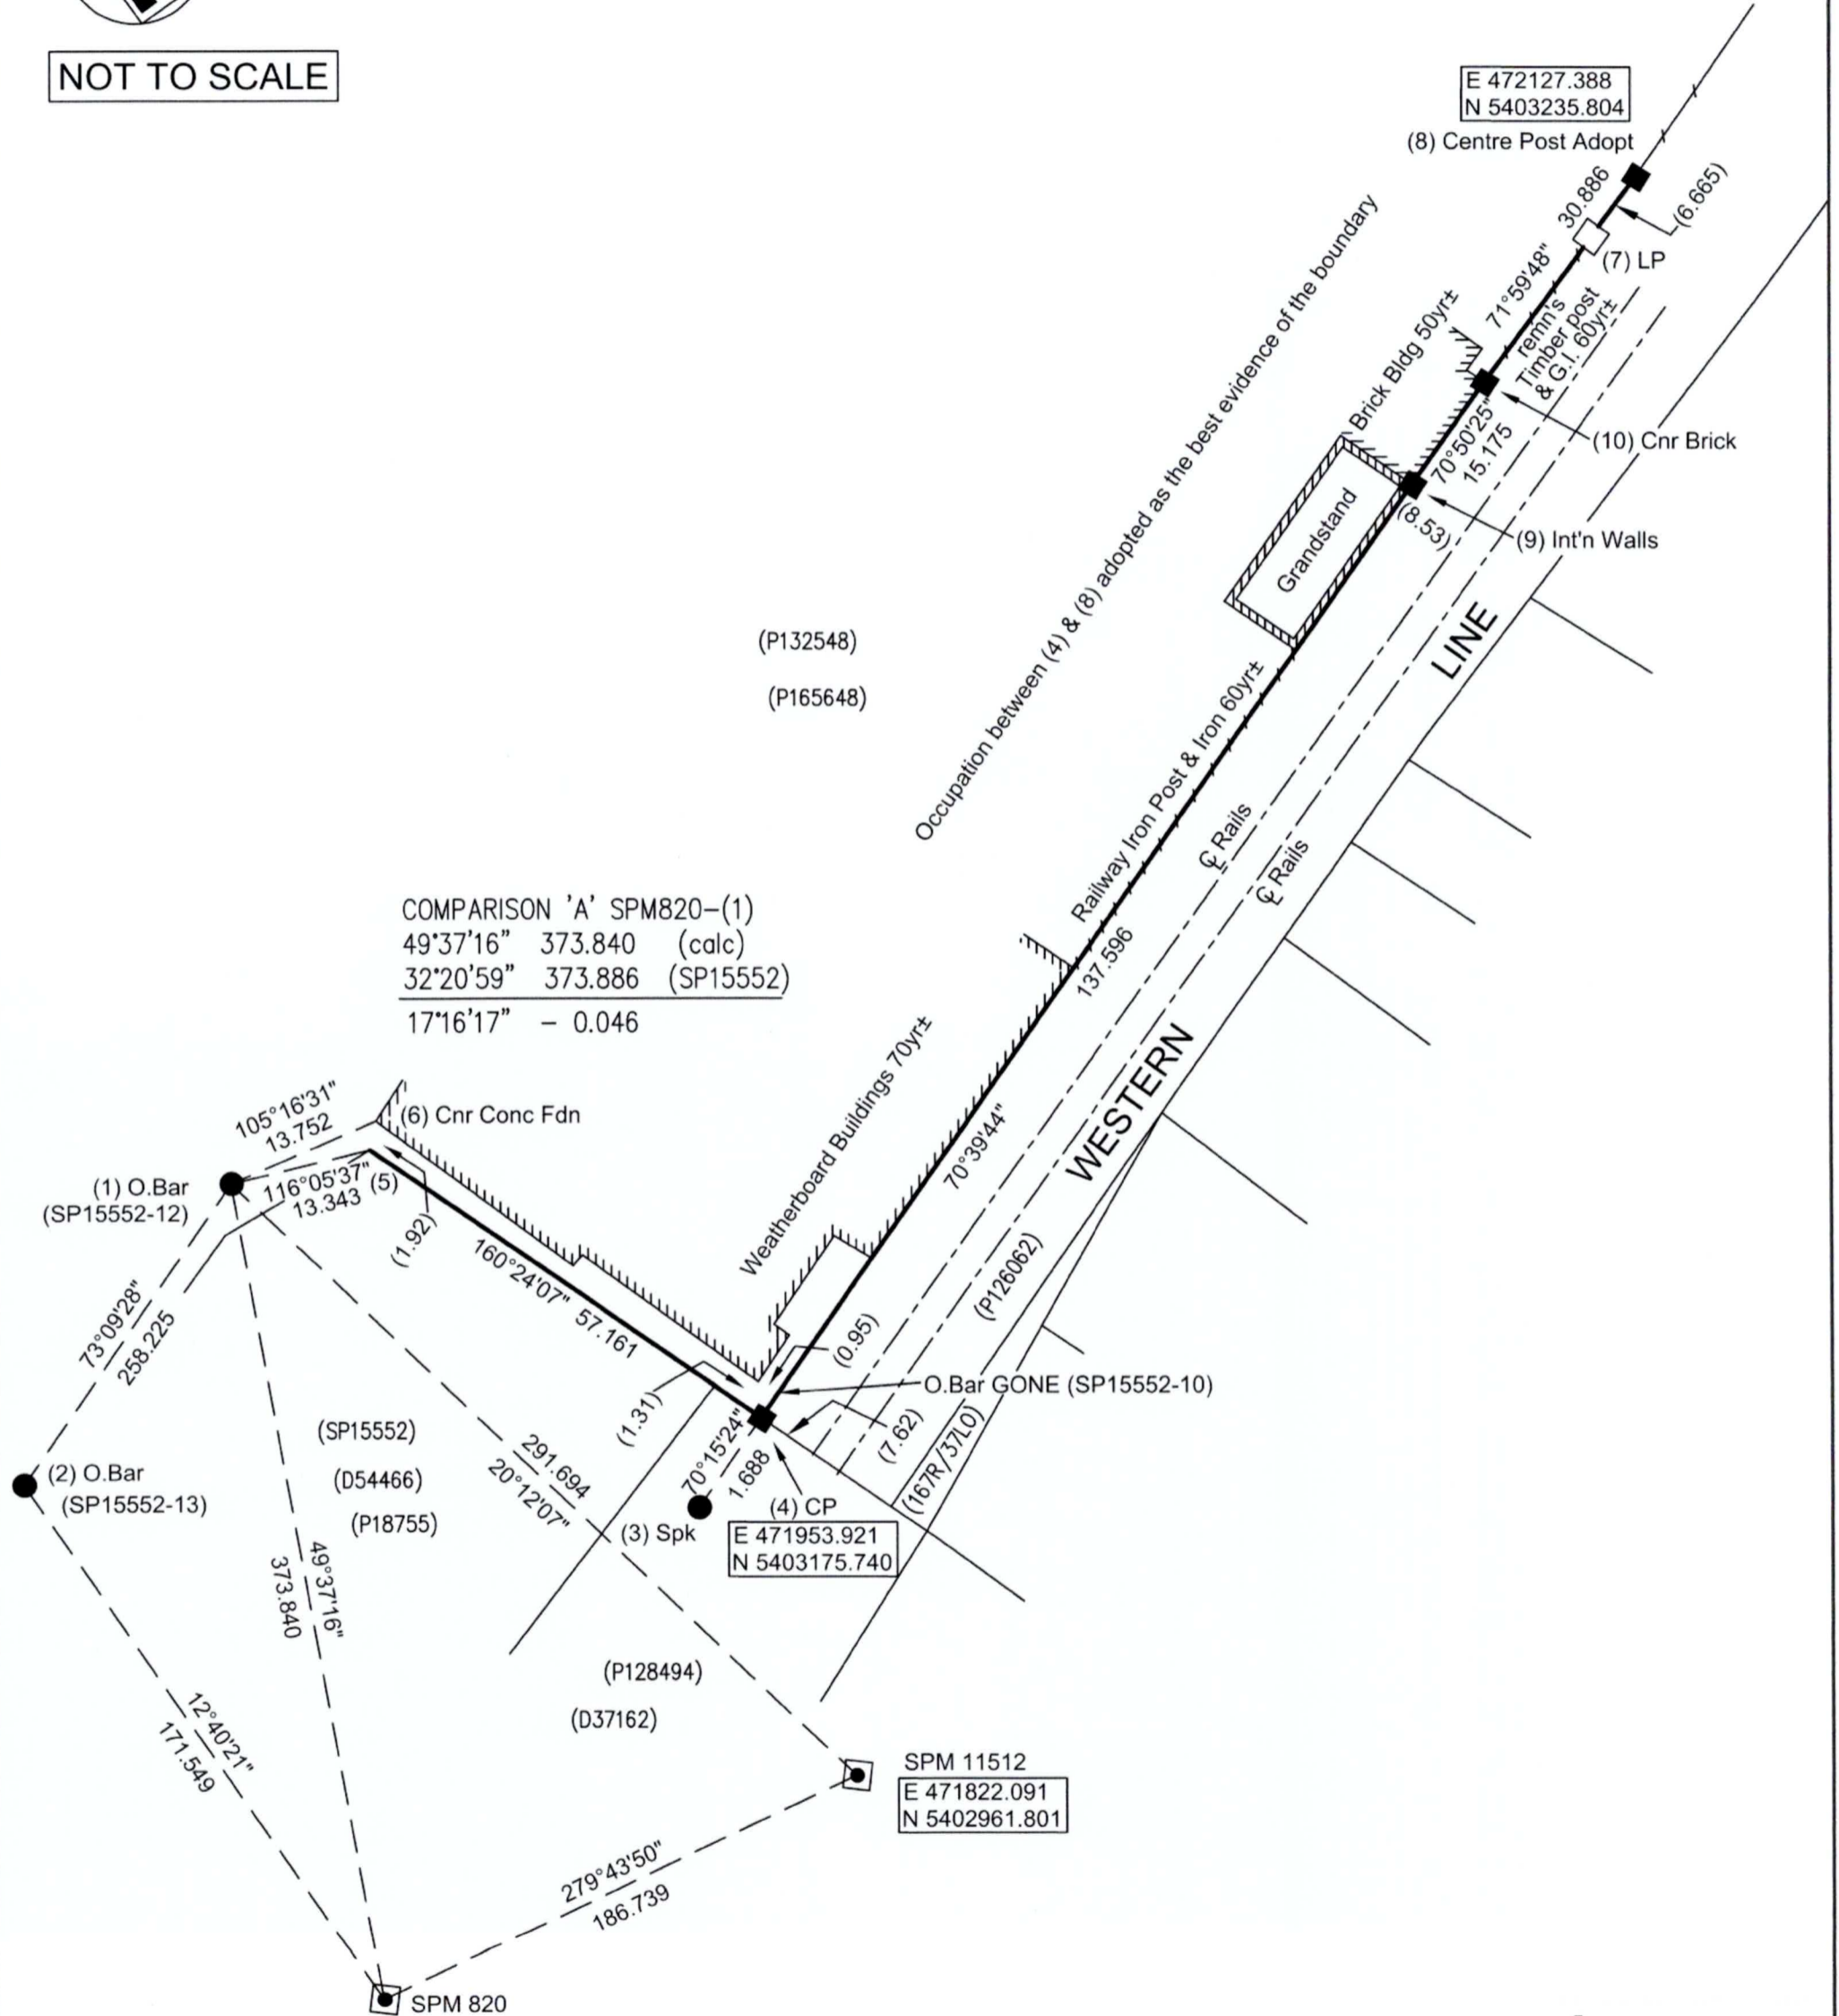 NOT TO SCALE
E 472127.388
N 5403235.804
(8) Centre Post Adopt
30.886
(6.665)
(7) LP
71°59'48"
remn's
Timber post
& G.I. 60yr±
Brick Bldg 50yr±
Occupation between (4) & (8) adopted as the best evidence of the boundary
(10) Cnr Brick
70°50'25"
15.175
Grandstand
(8.53)
(9) Int'n Walls
LINE
(P132548)
(P165648)
Railway Iron Post & Iron 60yr±
℄ Rails
℄ Rails
COMPARISON 'A' SPM820-(1)
49°37'16" 373.840 (calc)
32°20'59" 373.886 (SP15552)
17°16'17" - 0.046
137.596
WESTERN
Weatherboard Buildings 70yr±
70°39'44"
105°16'31"
13.752
(6) Cnr Conc Fdn
(1) O.Bar
(SP15552-12)
116°05'37"
13.343 (5)
(1.92)
160°24'07" 57.161
(P126062)
73°09'28"
258.225
(0.95)
O.Bar GONE (SP15552-10)
(1.31)
(7.62)
(167R/37LO)
70°15'24"
1.688
(SP15552)
(D54466)
(P18755)
291.694
20°12'07"
(2) O.Bar
(SP15552-13)
(3) Spk
(4) CP
E 471953.921
N 5403175.740
49°37'16"
373.840
(P128494)
(D37162)
12°40'21"
171.549
SPM 11512
E 471822.091
N 5402961.801
279°43'50"
186.739
SPM 820